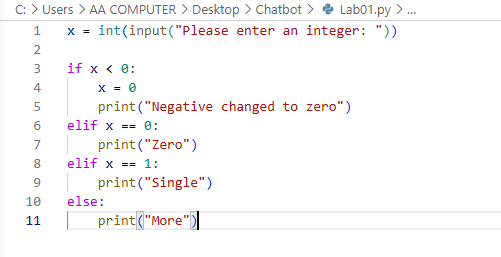 C: > Users > AA COMPUTER > Desktop > Chatbot > Lab01.py > ...
1 x = int(input("Please enter an integer: "))
2
3 if x < 0:
4     x = 0
5     print("Negative changed to zero")
6 elif x == 0:
7     print("Zero")
8 elif x == 1:
9     print("Single")
10 else:
11     print("More")